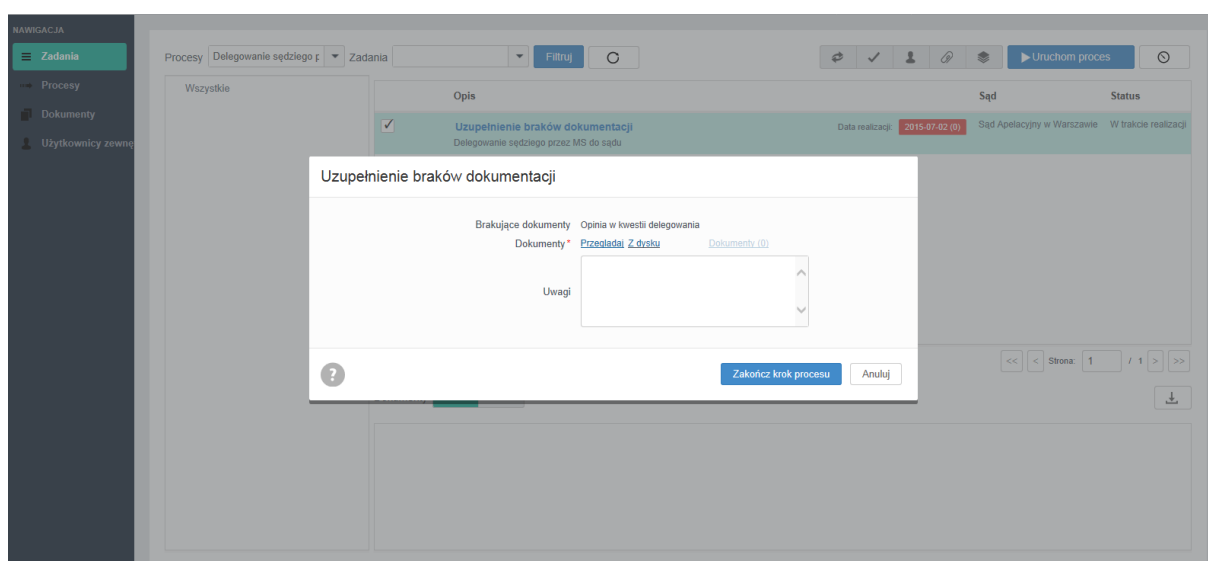 NAWIGACJA
Zadania
Procesy
Dokumenty
Użytkownicy zewnę
Procesy Delegowanie sędziego p Zadania Filtruj Uruchom proces
Wszystkie
Opis Sąd Status
Uzupełnienie braków dokumentacji Data realizacji: 2015-07-02 (0) Sąd Apelacyjny w Warszawie W trakcie realizacji
Delegowanie sędziego przez MS do sądu
Uzupełnienie braków dokumentacji
Brakujące dokumenty Opinia w kwestii delegowania
Dokumenty* Przeglądaj Z dysku Dokumenty (0)
Uwagi
<< < Strona: 1 / 1 > >>
? Zakończ krok procesu Anuluj